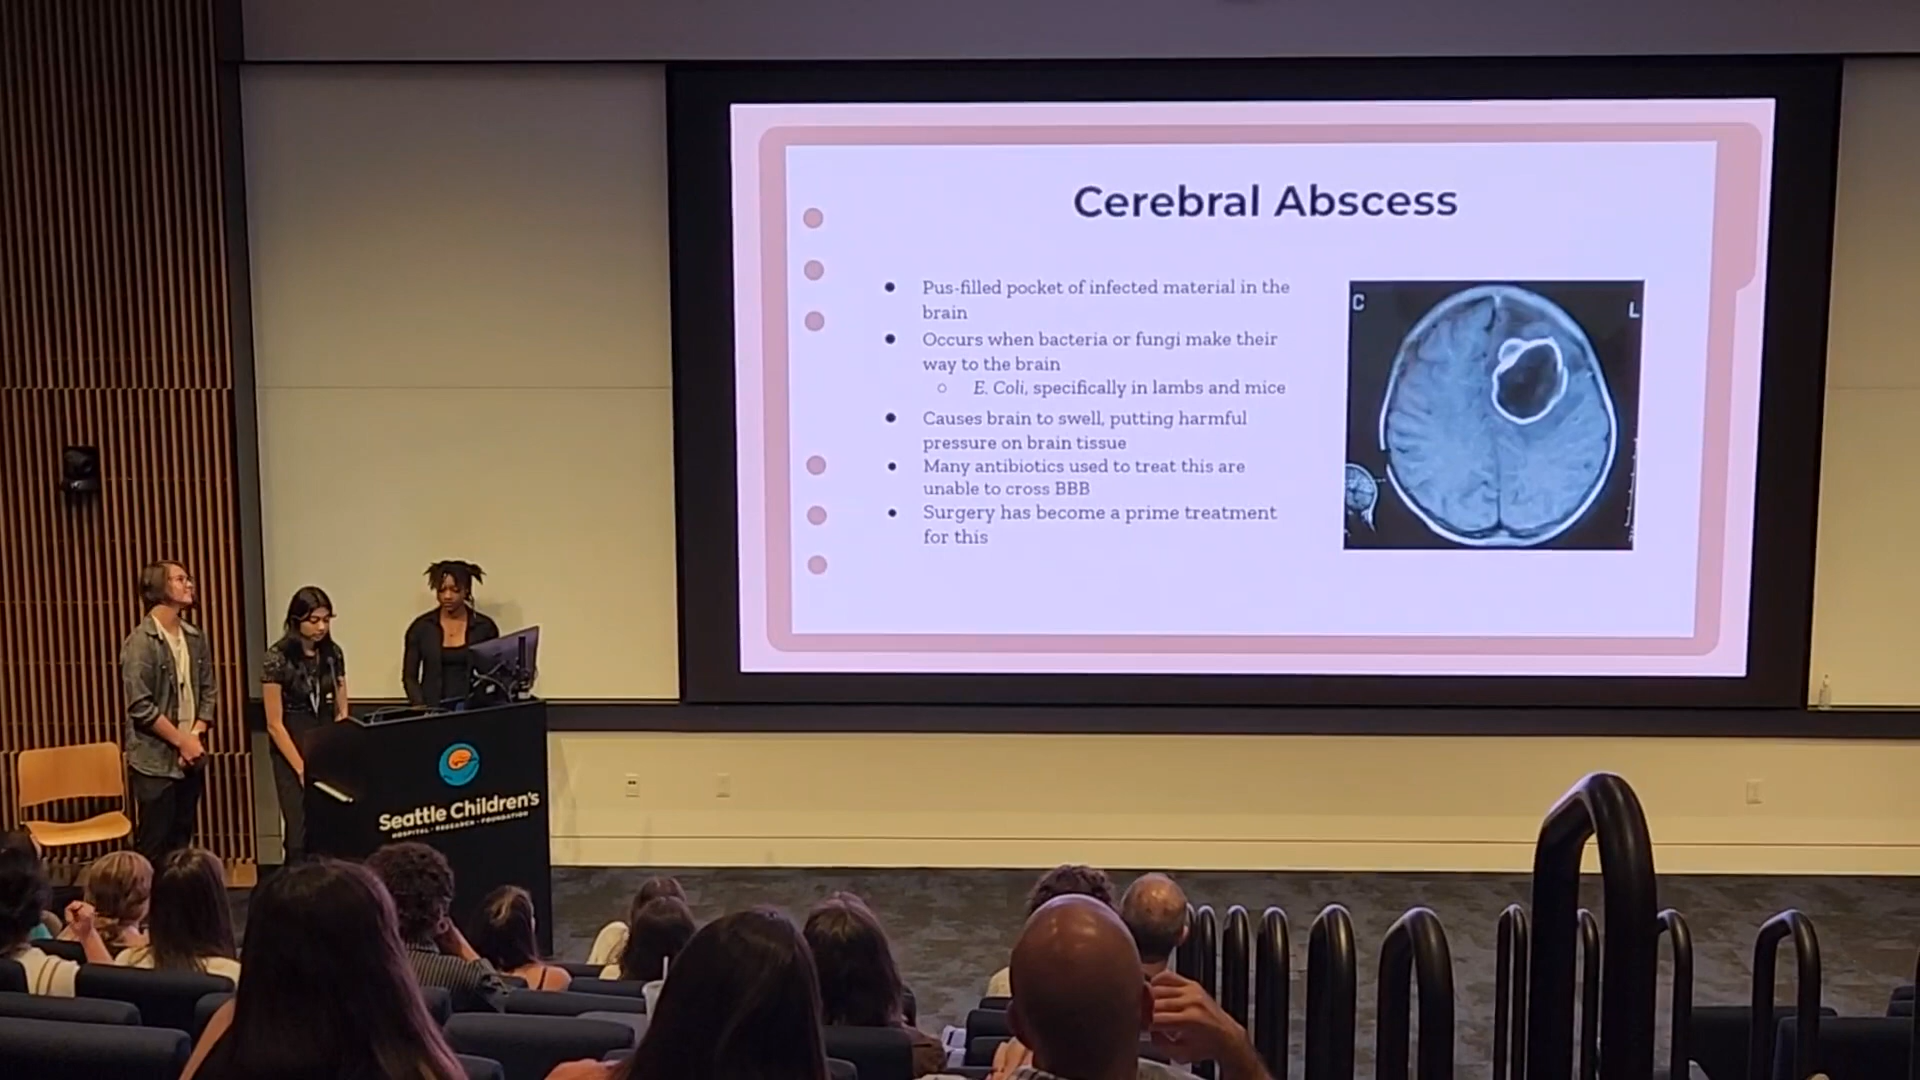 Cerebral Abscess
Pus-filled pocket of infected material in the
brain
Occurs when bacteria or fungi make their
way to the brain
E. Coli, specifically in lambs and mice
Causes brain to swell, putting harmful
pressure on brain tissue
Many antibiotics used to treat this are
unable to cross BBB
Surgery has become a prime treatment
for this
C
L
Seattle Children's
HOSPITAL • RESEARCH • FOUNDATION